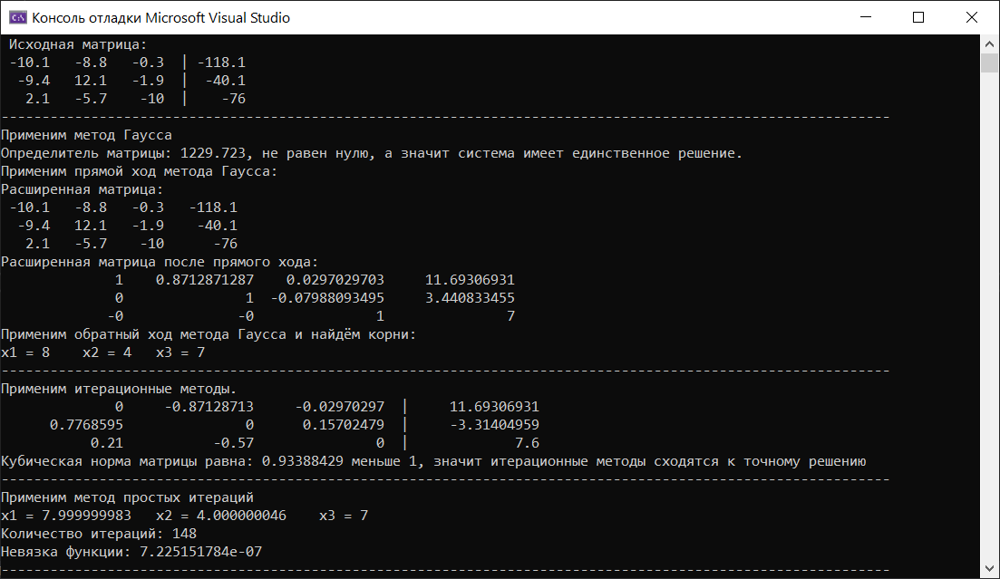 Консоль отладки Microsoft Visual Studio
Исходная матрица:
-10.1 -8.8 -0.3 | -118.1
-9.4 12.1 -1.9 | -40.1
2.1 -5.7 -10 | -76
-------------------------------------------------------------------------------------------------------------
Применим метод Гаусса
Определитель матрицы: 1229.723, не равен нулю, а значит система имеет единственное решение.
Применим прямой ход метода Гаусса:
Расширенная матрица:
-10.1 -8.8 -0.3 -118.1
-9.4 12.1 -1.9 -40.1
2.1 -5.7 -10 -76
Расширенная матрица после прямого хода:
1 0.8712871287 0.0297029703 11.69306931
0 1 -0.07988093495 3.440833455
-0 -0 1 7
Применим обратный ход метода Гаусса и найдём корни:
x1 = 8 x2 = 4 x3 = 7
-------------------------------------------------------------------------------------------------------------
Применим итерационные методы.
0 -0.87128713 -0.02970297 | 11.69306931
0.7768595 0 0.15702479 | -3.31404959
0.21 -0.57 0 | 7.6
Кубическая норма матрицы равна: 0.93388429 меньше 1, значит итерационные методы сходятся к точному решению
-------------------------------------------------------------------------------------------------------------
Применим метод простых итераций
x1 = 7.999999983 x2 = 4.000000046 x3 = 7
Количество итераций: 148
Невязка функции: 7.225151784e-07
-------------------------------------------------------------------------------------------------------------